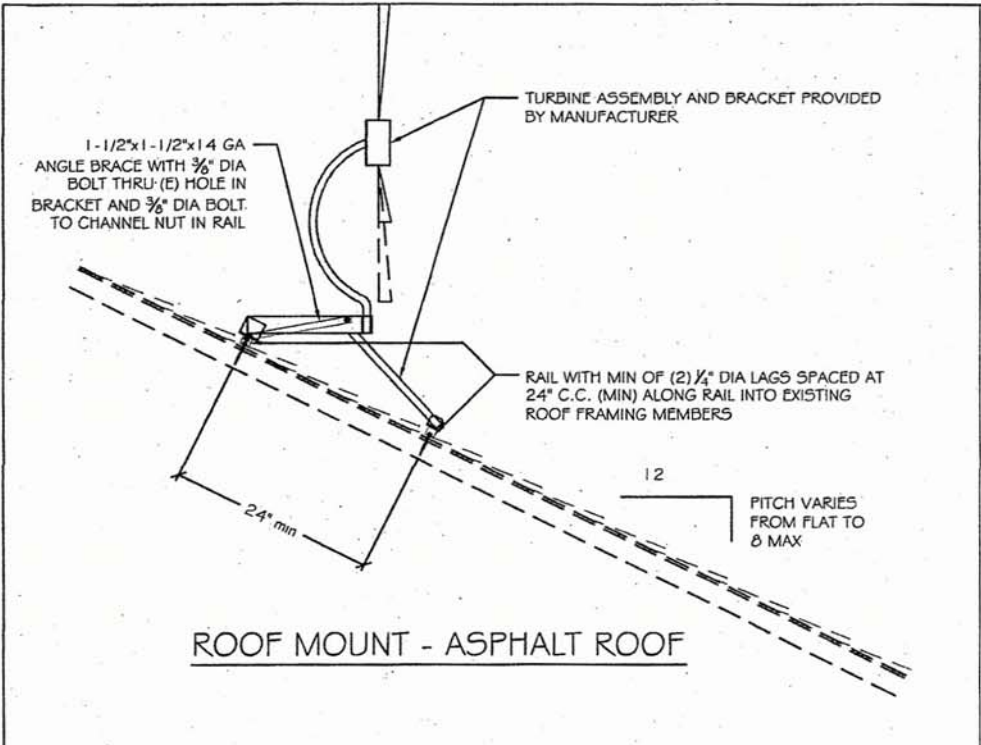 TURBINE ASSEMBLY AND BRACKET PROVIDED
BY MANUFACTURER
1-1/2"x1-1/2"x14 GA
ANGLE BRACE WITH 3/8" DIA
BOLT THRU (E) HOLE IN
BRACKET AND 3/8" DIA BOLT
TO CHANNEL NUT IN RAIL
RAIL WITH MIN OF (2) 1/4" DIA LAGS SPACED AT
24" C.C. (MIN) ALONG RAIL INTO EXISTING
ROOF FRAMING MEMBERS
12
PITCH VARIES
FROM FLAT TO
8 MAX
24" min
ROOF MOUNT - ASPHALT ROOF